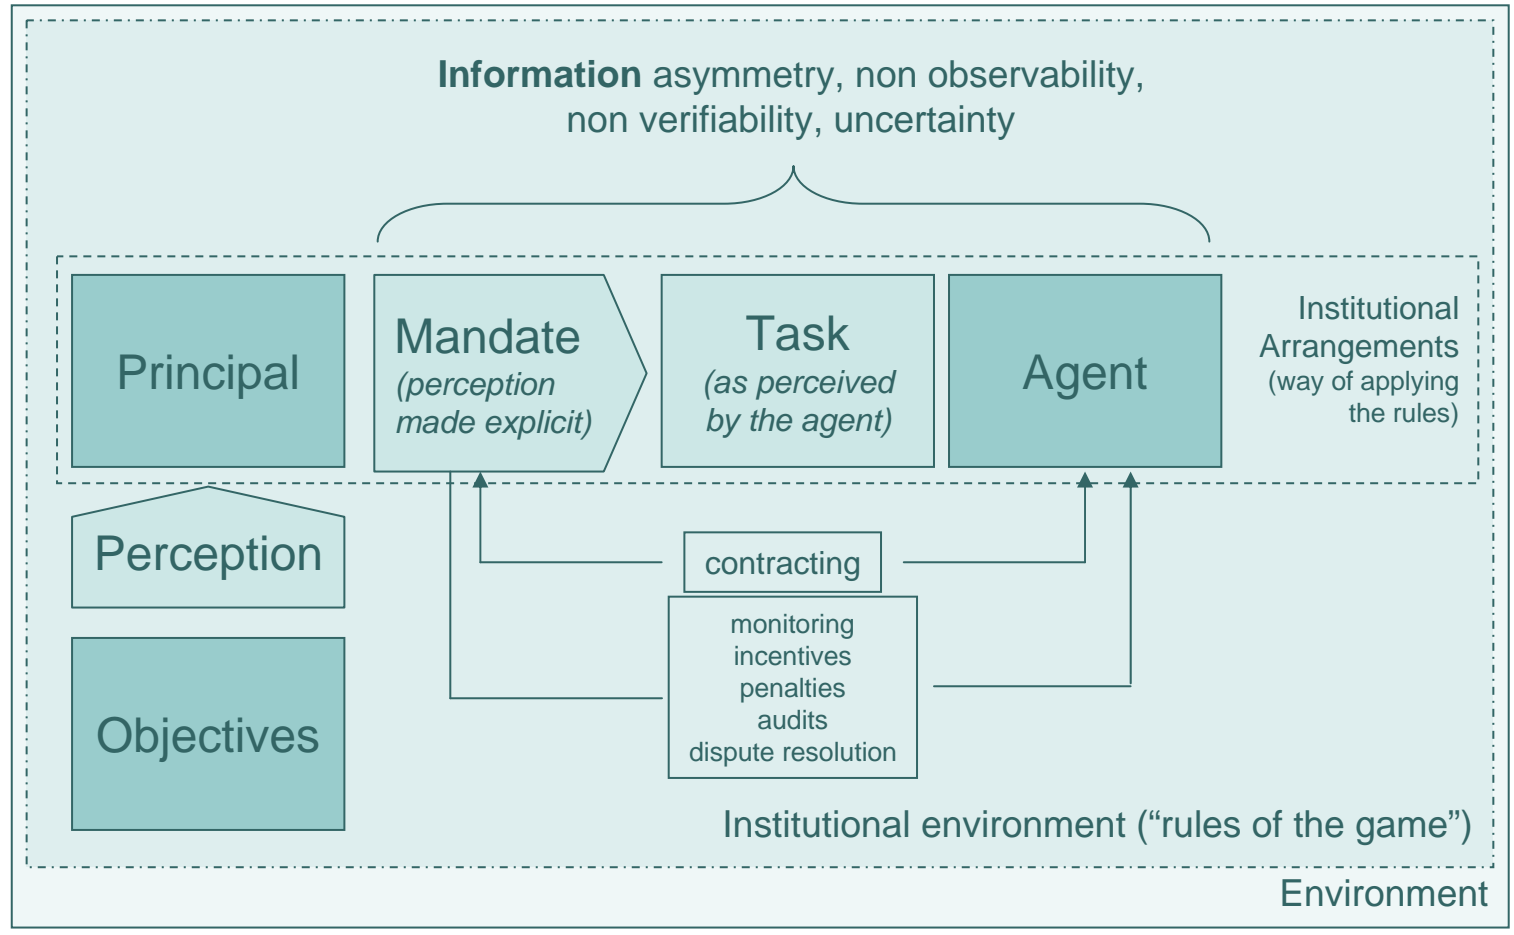 Information asymmetry, non observability,
non verifiability, uncertainty
Principal
Mandate
(perception
made explicit)
Task
(as perceived
by the agent)
Agent
Institutional
Arrangements
(way of applying
the rules)
Perception
contracting
monitoring
incentives
penalties
audits
dispute resolution
Objectives
Institutional environment (“rules of the game”)
Environment